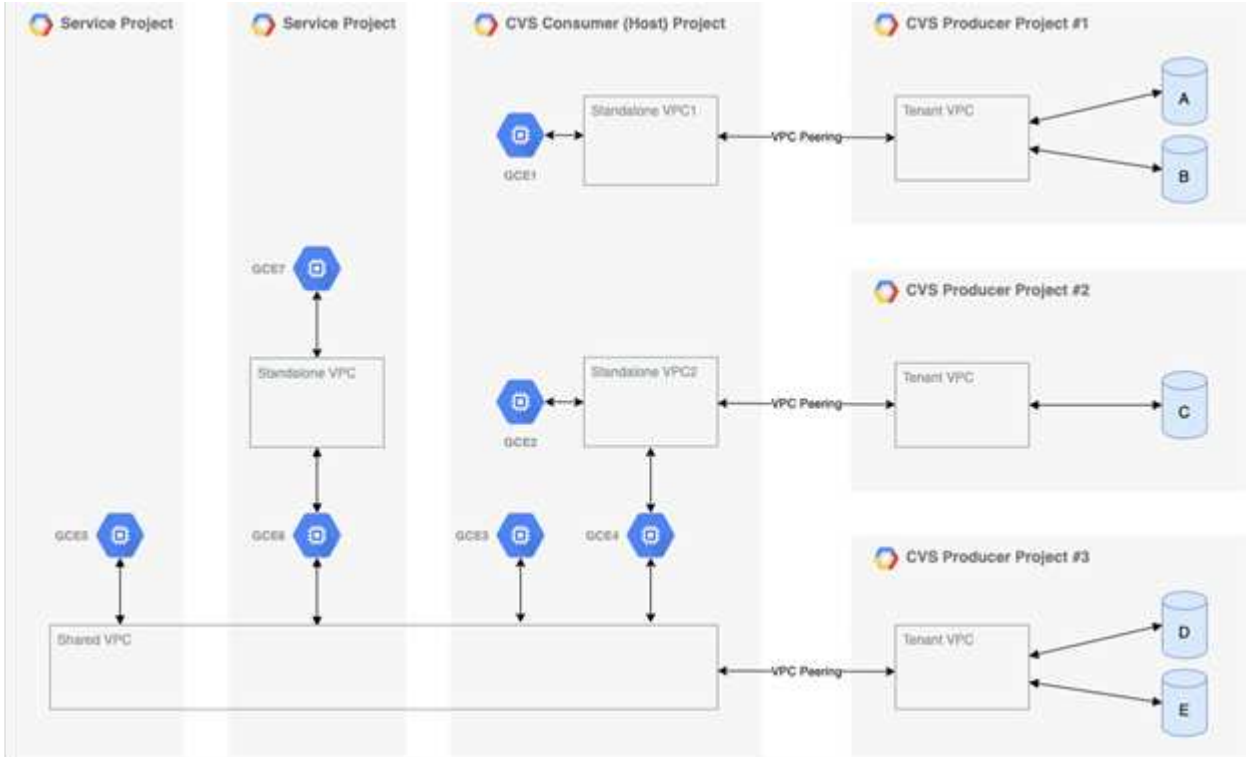 Service Project
Service Project
CVS Consumer (Host) Project
CVS Producer Project #1
Standalone VPC1
Tenant VPC
A
GCE1
VPC Peering
B
GCE7
CVS Producer Project #2
Standalone VPC
Standalone VPC2
Tenant VPC
GCE2
VPC Peering
C
GCE5
GCE6
GCE3
GCE4
CVS Producer Project #3
Shared VPC
Tenant VPC
D
VPC Peering
E